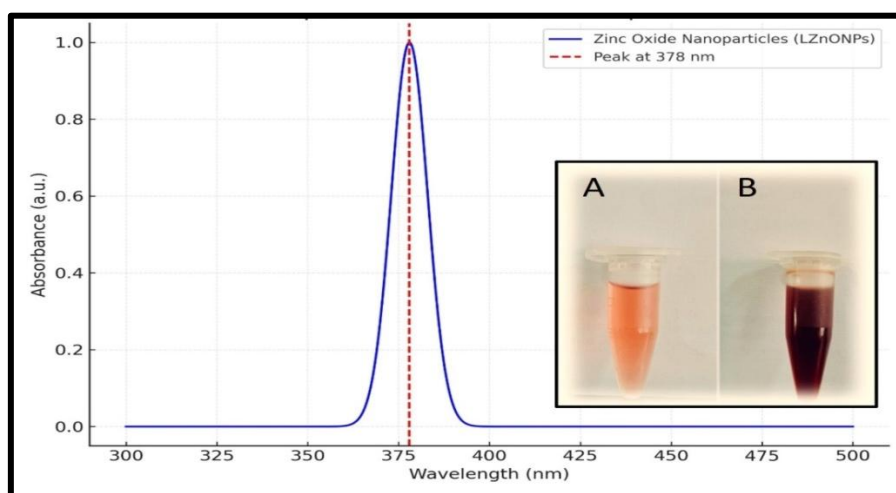 1.0
0.8
0.6
0.4
0.2
0.0
Absorbance (a.u.)
Zinc Oxide Nanoparticles (LZnONPs)
Peak at 378 nm
A
B
300
325
350
375
400
425
450
475
500
Wavelength (nm)